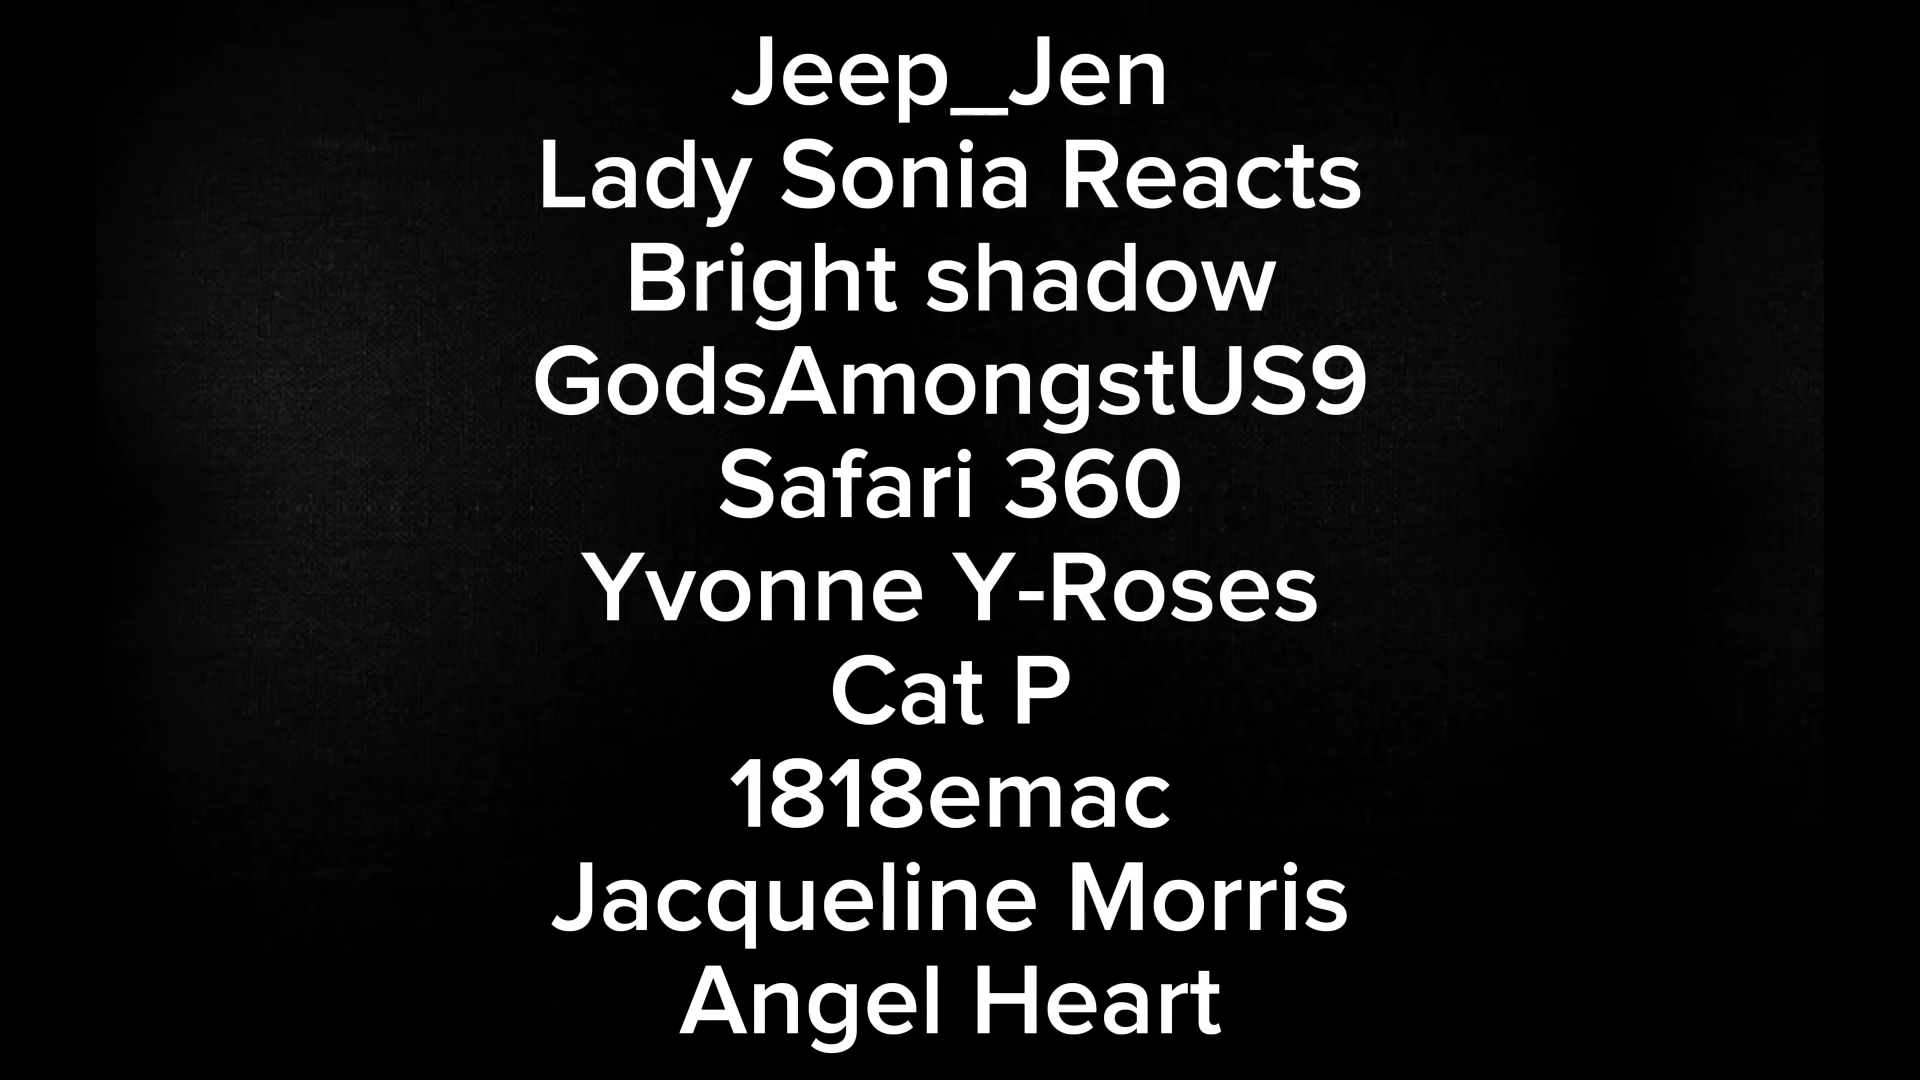 Jeep_Jen
Lady Sonia Reacts
Bright shadow
GodsAmongstUS9
Safari 360
Yvonne Y-Roses
Cat P
1818emac
Jacqueline Morris
Angel Heart